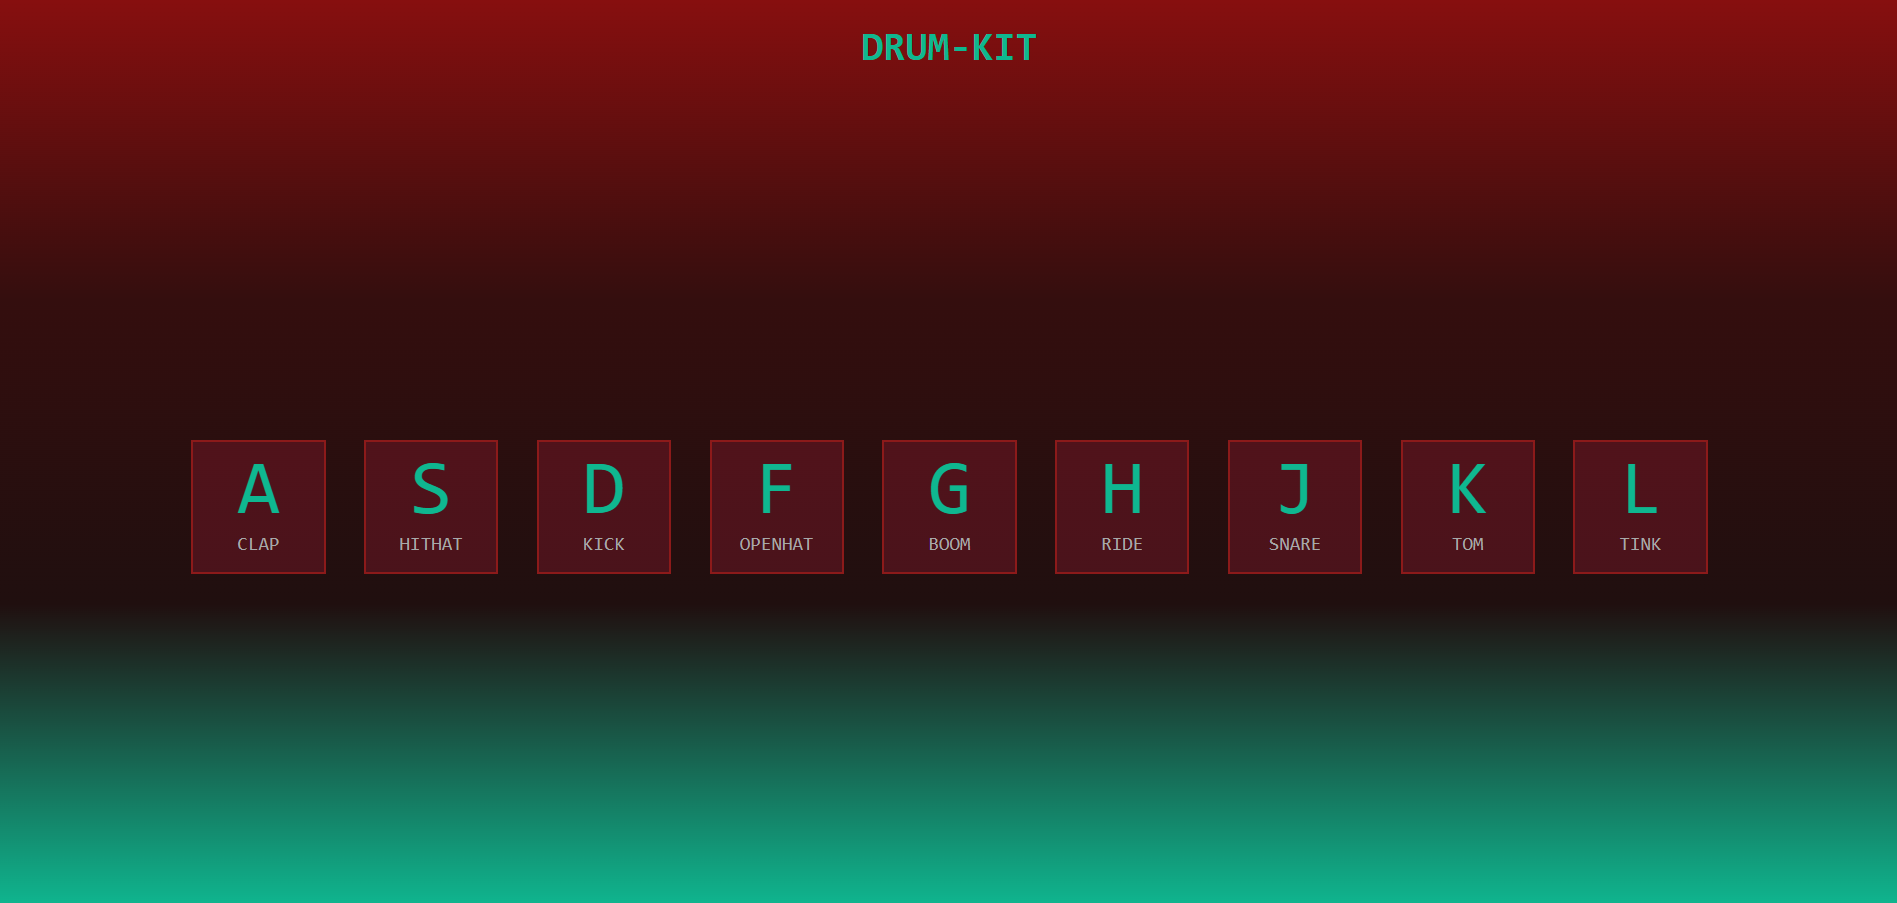 DRUM-KIT
A S D F G H J K L
CLAP HITHAT KICK OPENHAT BOOM RIDE SNARE TOM TINK